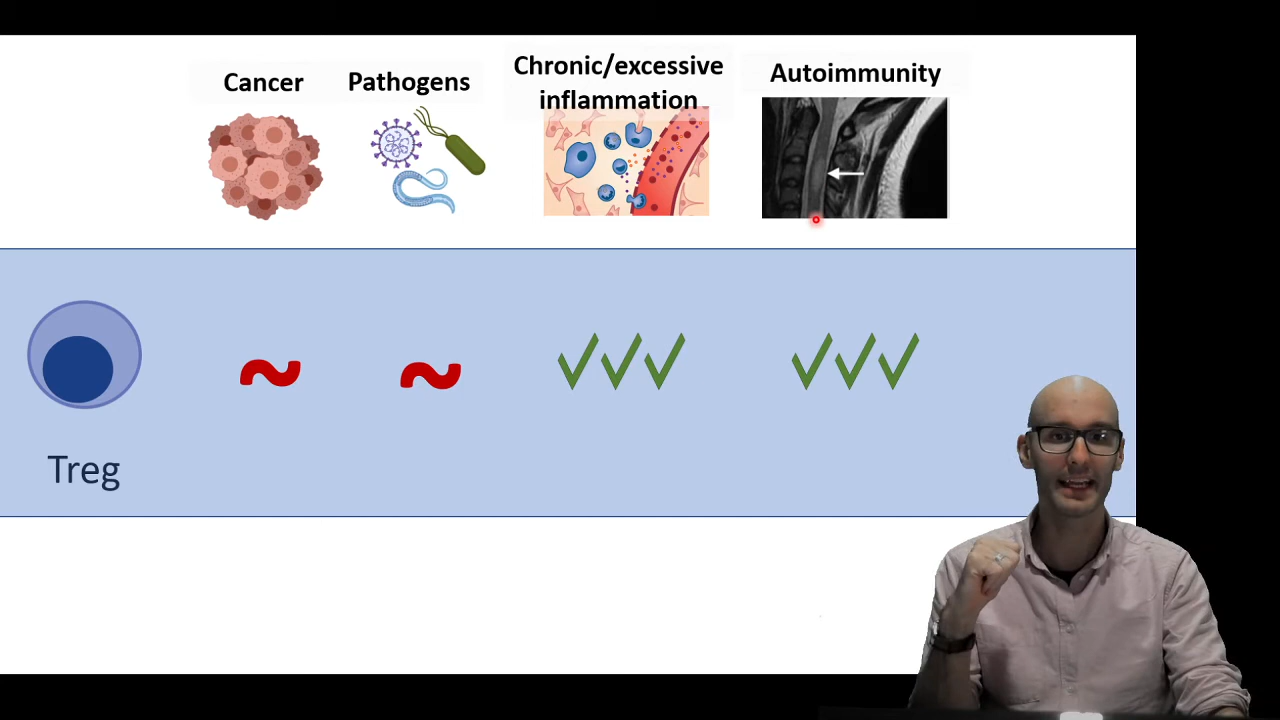 Cancer
Pathogens
Chronic/excessive
inflammation
Autoimmunity
Treg